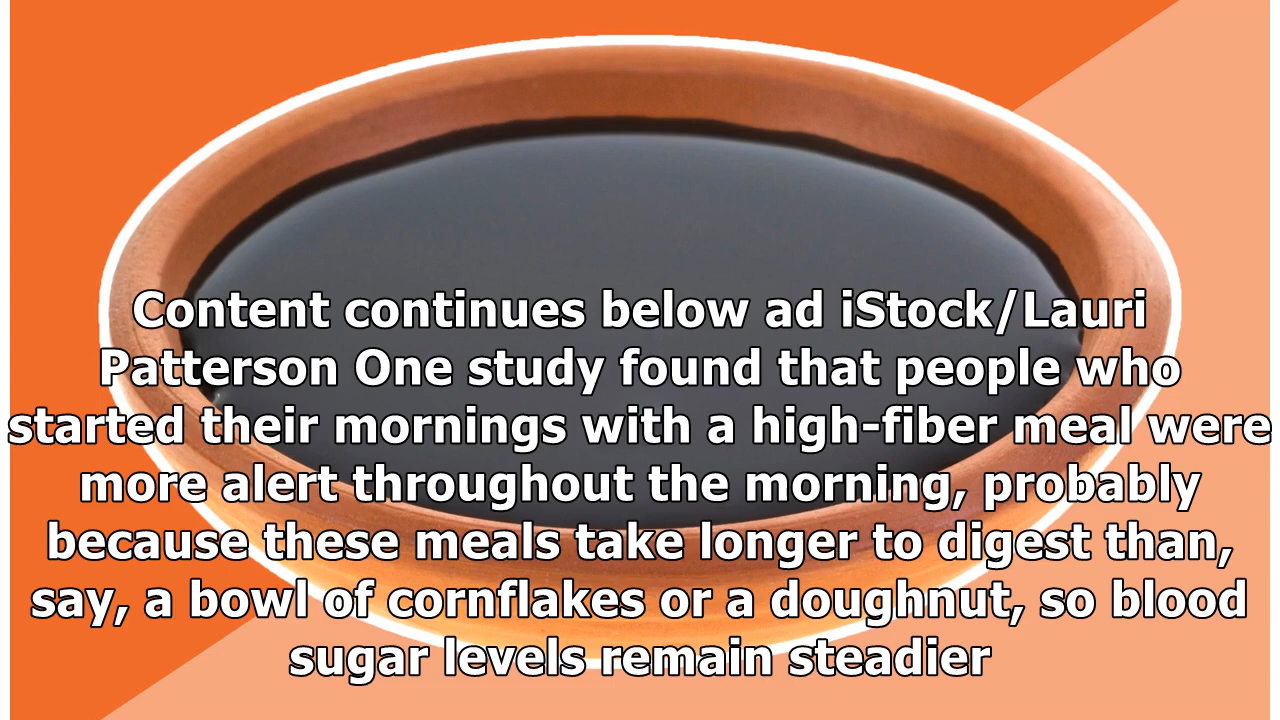 Content continues below ad iStock/Lauri
Patterson One study found that people who
started their mornings with a high-fiber meal were
more alert throughout the morning, probably
because these meals take longer to digest than,
say, a bowl of cornflakes or a doughnut, so blood
sugar levels remain steadier